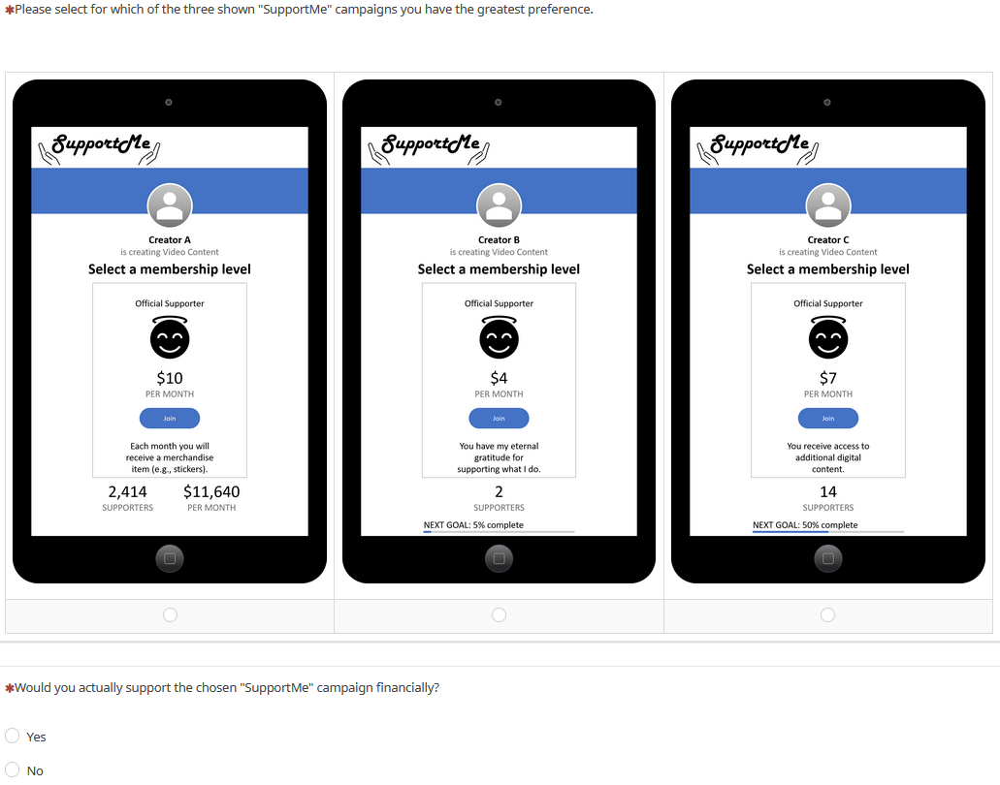 ✱Please select for which of the three shown "SupportMe" campaigns you have the greatest preference.
SupportMe
Creator A
is creating Video Content
Select a membership level
Official Supporter
$10
PER MONTH
Join
Each month you will
receive a merchandise
item (e.g., stickers).
2,414 $11,640
SUPPORTERS PER MONTH
SupportMe
Creator B
is creating Video Content
Select a membership level
Official Supporter
$4
PER MONTH
Join
You have my eternal
gratitude for
supporting what I do.
2
SUPPORTERS
NEXT GOAL: 5% complete
SupportMe
Creator C
is creating Video Content
Select a membership level
Official Supporter
$7
PER MONTH
Join
You receive access to
additional digital
content.
14
SUPPORTERS
NEXT GOAL: 50% complete
✱Would you actually support the chosen "SupportMe" campaign financially?
Yes
No